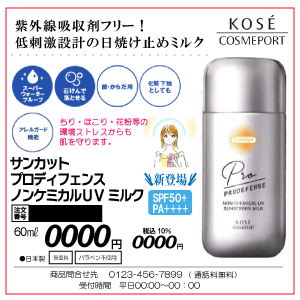 紫外線吸収剤フリー！
低刺激設計の日焼け止めミルク
KOSÉ
COSMEPORT
スーパー
ウォーター
プルーフ
石けんで
落とせる
顔・からだ用
化粧下地
としても
アレルギー
機能
ちり・ほこり・花粉等の
環境ストレスからも
肌を守ります。
サンカット
プロディフェンス
ノンケミカルUV ミルク
新登場
SPF50+
PA++++
注文
番号
60mℓ 0000円 税込10% 0000円
●日本製 無香料 パラベン不使用
SUNCUT
Pro
PRODEFENSE
NON CHEMICAL UV
SUNSCREEN MILK
KOSÉ
COSMEPORT
商品問合せ先 0123-456-7899（通話料無料）
受付時間 平日00:00〜00：00